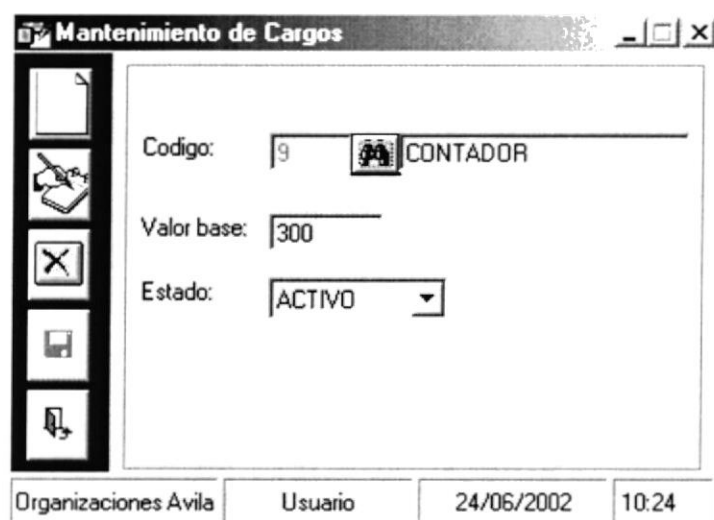 Mantenimiento de Cargos
Codigo: 9 CONTADOR
Valor base: 300
Estado: ACTIVO
Organizaciones Avila Usuario 24/06/2002 10:24